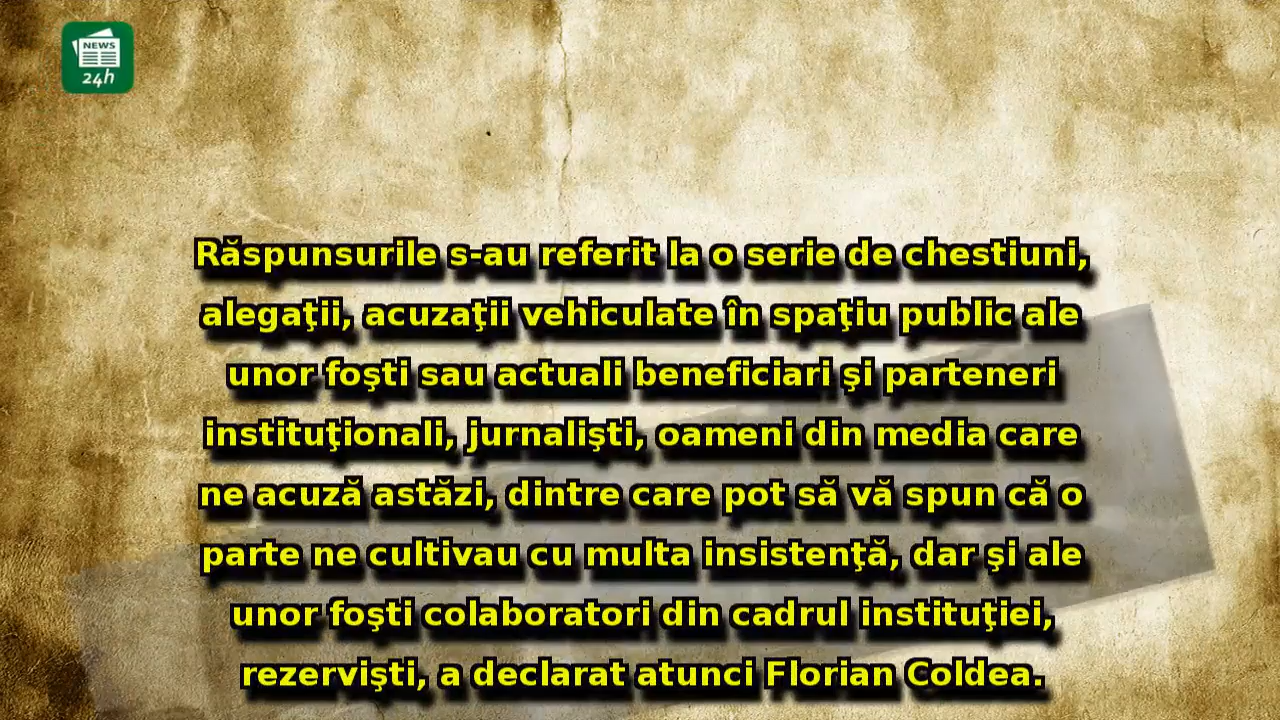 NEWS
24h
Răspunsurile s-au referit la o serie de chestiuni,
alegaţii, acuzaţii vehiculate în spaţiu public ale
unor foşti sau actuali beneficiari şi parteneri
instituţionali, jurnalişti, oameni din media care
ne acuză astăzi, dintre care pot să vă spun că o
parte ne cultivau cu multa insistenţă, dar şi ale
unor foşti colaboratori din cadrul instituţiei,
rezervişti, a declarat atunci Florian Coldea.